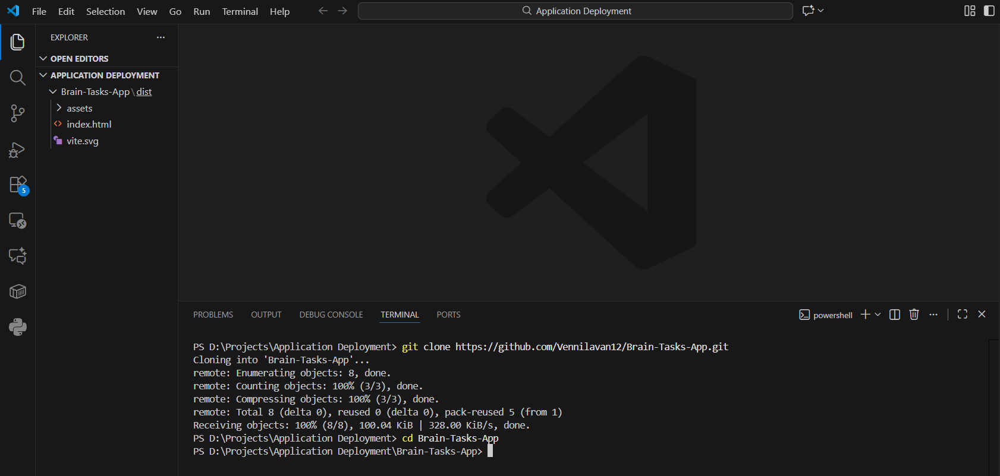 File Edit Selection View Go Run Terminal Help
Application Deployment
EXPLORER
OPEN EDITORS
APPLICATION DEPLOYMENT
Brain-Tasks-App\dist
assets
index.html
vite.svg
5
PROBLEMS OUTPUT DEBUG CONSOLE TERMINAL PORTS
powershell
PS D:\Projects\Application Deployment> git clone https://github.com/Vennilavan12/Brain-Tasks-App.git
Cloning into 'Brain-Tasks-App'...
remote: Enumerating objects: 8, done.
remote: Counting objects: 100% (3/3), done.
remote: Compressing objects: 100% (3/3), done.
remote: Total 8 (delta 0), reused 0 (delta 0), pack-reused 5 (from 1)
Receiving objects: 100% (8/8), 100.04 KiB | 328.00 KiB/s, done.
PS D:\Projects\Application Deployment> cd Brain-Tasks-App
PS D:\Projects\Application Deployment\Brain-Tasks-App>